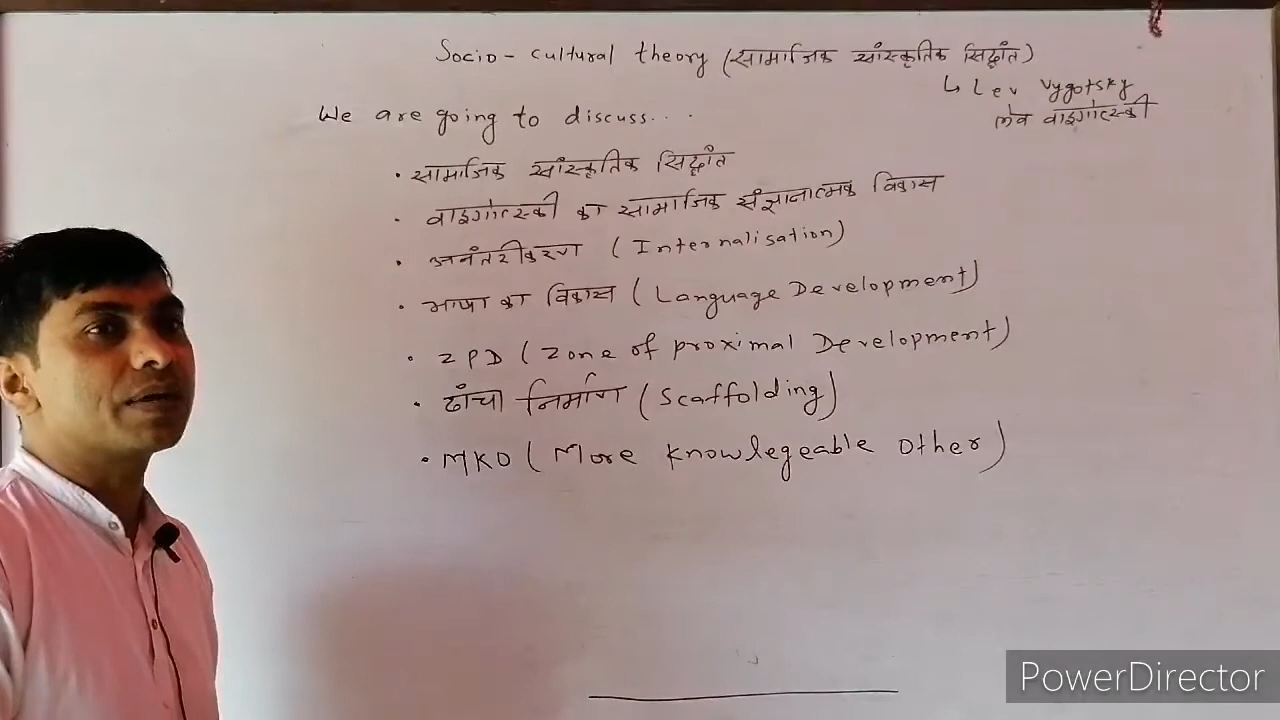 Socio - cultural theory (सामाजिक सांस्कृतिक सिद्धांत)
↳ Lev Vygotsky
लेव वाइगोत्स्की
We are going to discuss....
• सामाजिक सांस्कृतिक सिद्धांत
• वाइगोत्स्की का सामाजिक संज्ञानात्मक विकास
• अनंतरीकरण (Internalisation)
• भाषा का विकास (Language Development)
• ZPD (Zone of proximal Development)
• ढांचा निर्माण (Scaffolding)
• MKO (More Knowlegeable Other)
PowerDirector